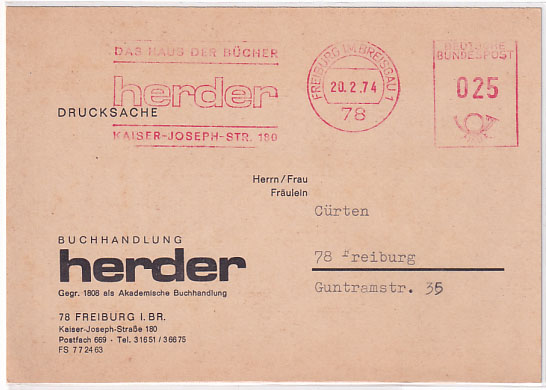 DAS HAUS DER BÜCHER
herder
KAISER-JOSEPH-STR. 180
FREIBURG IM BREISGAU 1
20.2.74
78
DEUTSCHE
BUNDESPOST
025
DRUCKSACHE
Herrn/Frau
Fräulein
Cürten
78 Freiburg
Guntramstr. 35
BUCHHANDLUNG
herder
Gegr. 1808 als Akademische Buchhandlung
78 FREIBURG I. BR.
Kaiser-Joseph-Straße 180
Postfach 669 · Tel. 31651/36675
FS 772463